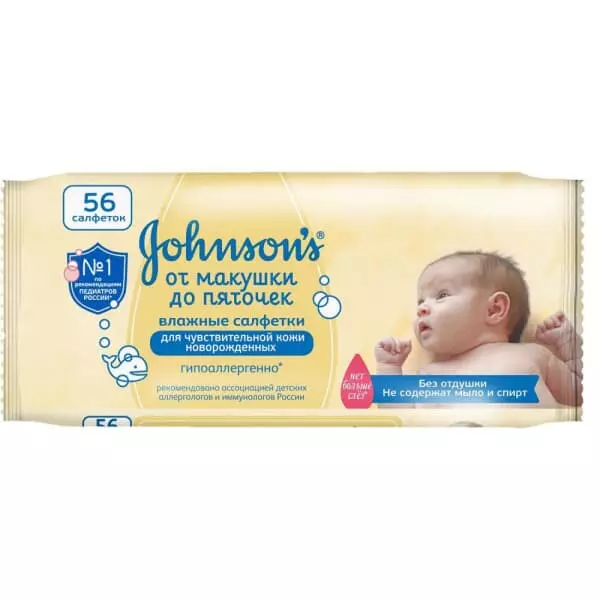 56
салфеток
№1
по
рекомендациям
ПЕДИАТРОВ
РОССИИ*
Johnson's®
от макушки
до пяточек
влажные салфетки
для чувствительной кожи
новорожденных
гипоаллергенно*
рекомендовано ассоциацией детских
аллергологов и иммунологов России
нет
больше
слёз*
Без отдушки
Не содержат мыло и спирт
56